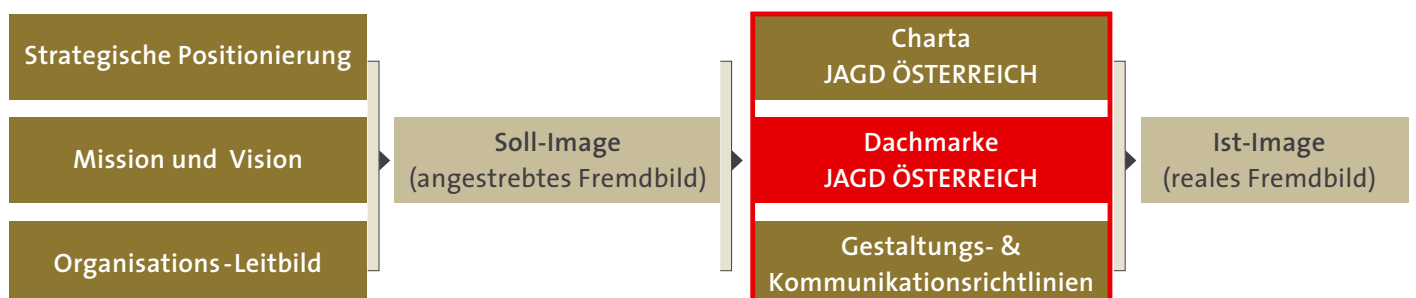 Strategische Positionierung
Mission und Vision
Organisations-Leitbild
Soll-Image
(angestrebtes Fremdbild)
Charta
JAGD ÖSTERREICH
Dachmarke
JAGD ÖSTERREICH
Gestaltungs- &
Kommunikationsrichtlinien
Ist-Image
(reales Fremdbild)